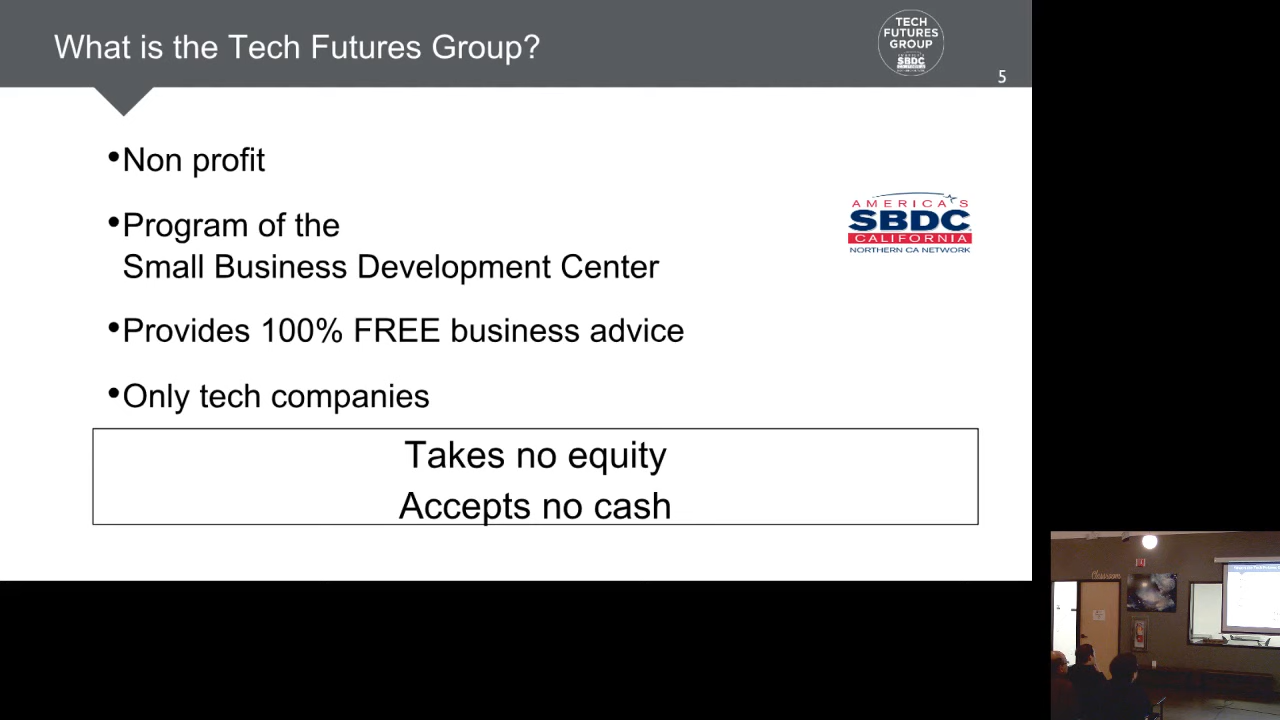 What is the Tech Futures Group?
TECH
FUTURES
GROUP
SBDC
5
•Non profit
•Program of the
Small Business Development Center
AMERICA'S
SBDC
CALIFORNIA
NORTHERN CA NETWORK
•Provides 100% FREE business advice
•Only tech companies
Takes no equity
Accepts no cash
Classroom